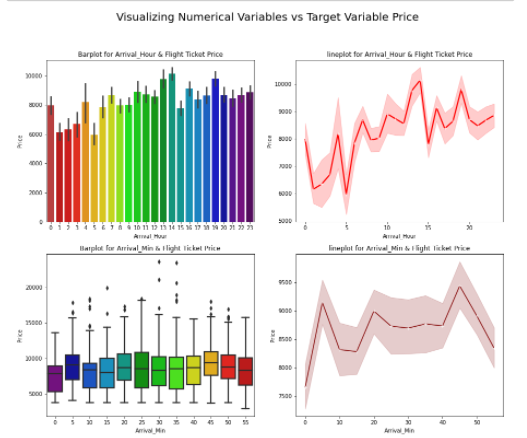 Visualizing Numerical Variables vs Target Variable Price
Barplot for Arrival_Hour & Flight Ticket Price
Price
10000
8000
6000
4000
2000
0
0 1 2 3 4 5 6 7 8 9 10 11 12 13 14 15 16 17 18 19 20 21 22 23
Arrival_Hour
lineplot for Arrival_Hour & Flight Ticket Price
Price
10000
9000
8000
7000
6000
5000
0 5 10 15 20
Arrival_Hour
Barplot for Arrival_Min & Flight Ticket Price
Price
20000
15000
10000
5000
0 5 10 15 20 25 30 35 40 45 50 55
Arrival_Min
lineplot for Arrival_Min & Flight Ticket Price
Price
9500
9000
8500
8000
7500
0 10 20 30 40 50
Arrival_Min